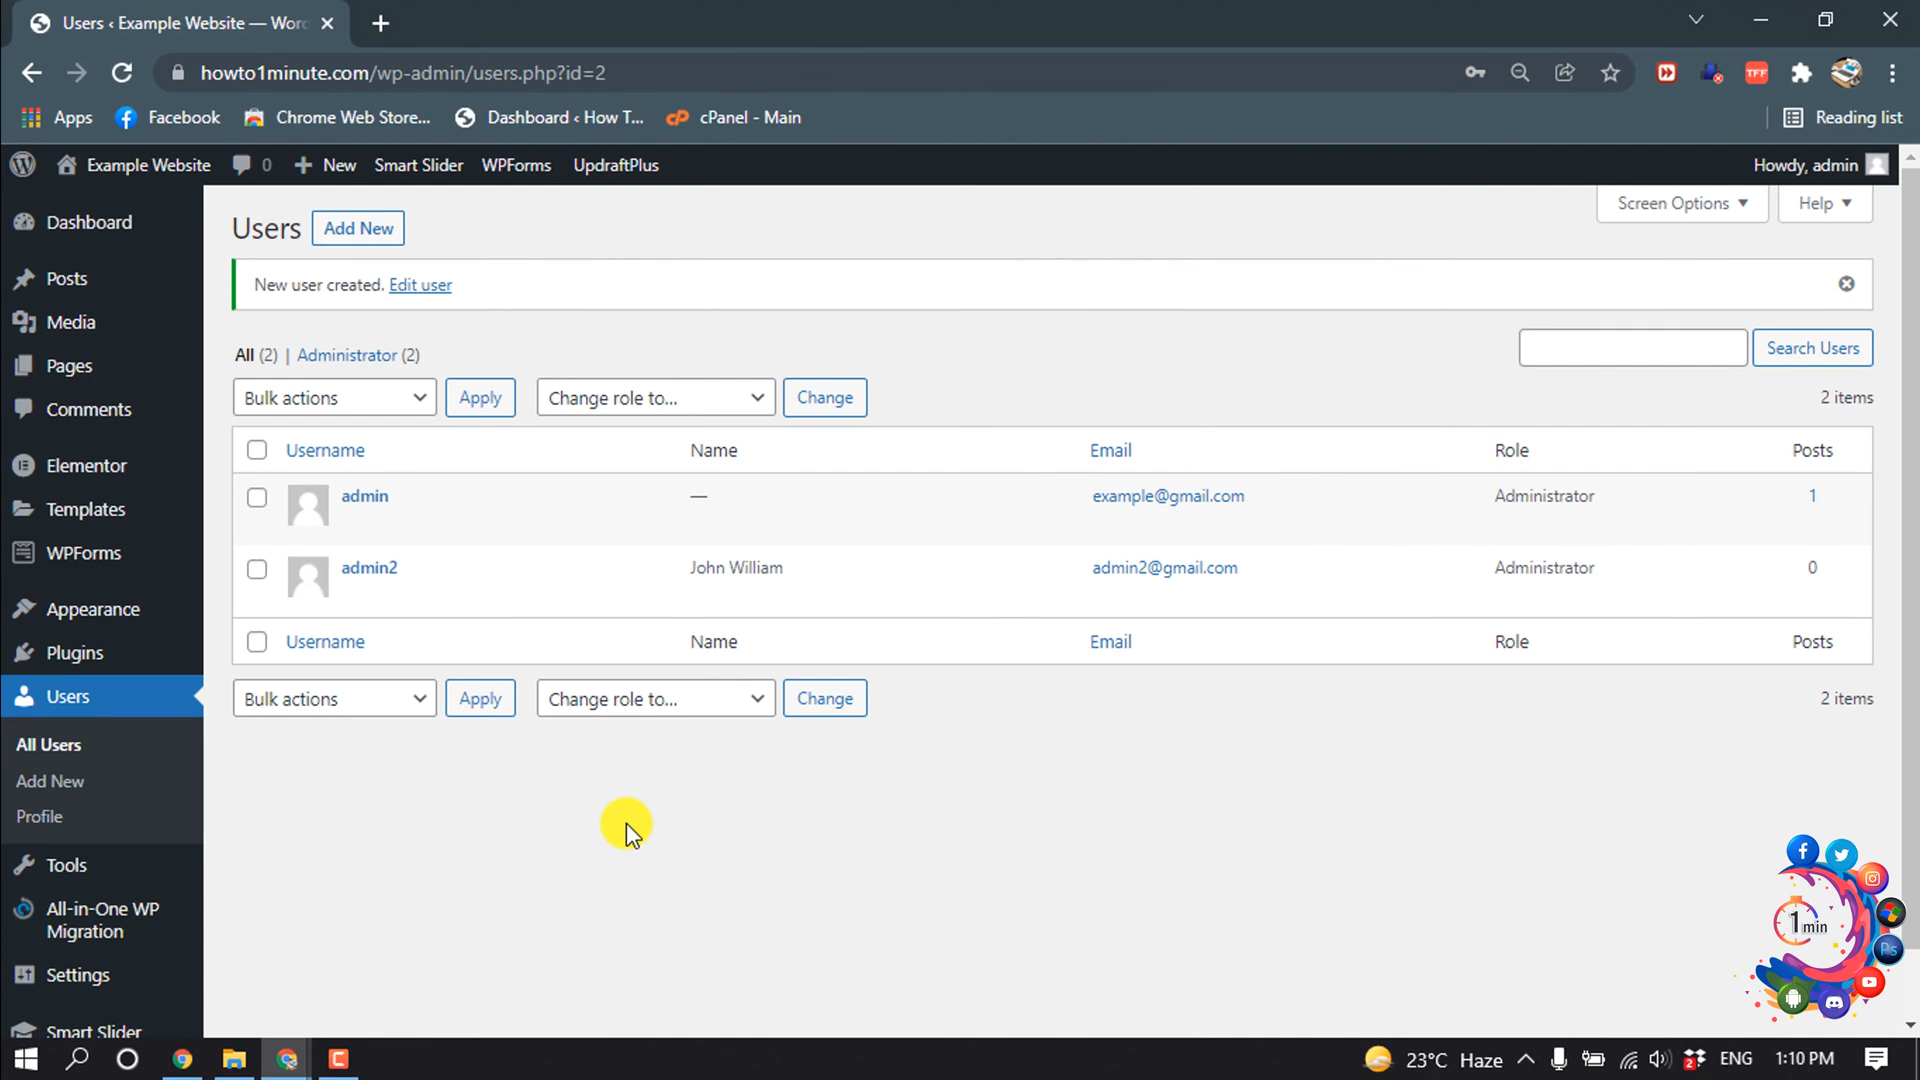 Users ‹ Example Website — Wor
howto1minute.com/wp-admin/users.php?id=2
TFF
Apps
Facebook
Chrome Web Store...
Dashboard ‹ How T...
cPanel - Main
Reading list
Example Website
0
New
Smart Slider
WPForms
UpdraftPlus
Howdy, admin
Dashboard
Posts
Media
Pages
Comments
Elementor
Templates
WPForms
Appearance
Plugins
Users
All Users
Add New
Profile
Tools
All-in-One WP
Migration
Settings
Smart Slider
Screen Options
Help
Users
Add New
New user created. Edit user
All (2) | Administrator (2)
Search Users
Bulk actions
Apply
Change role to...
Change
2 items
Username Name Email Role Posts
admin — example@gmail.com Administrator 1
admin2 John William admin2@gmail.com Administrator 0
Username Name Email Role Posts
Bulk actions
Apply
Change role to...
Change
2 items
1 min
Ps
23°C Haze
2
ENG
1:10 PM